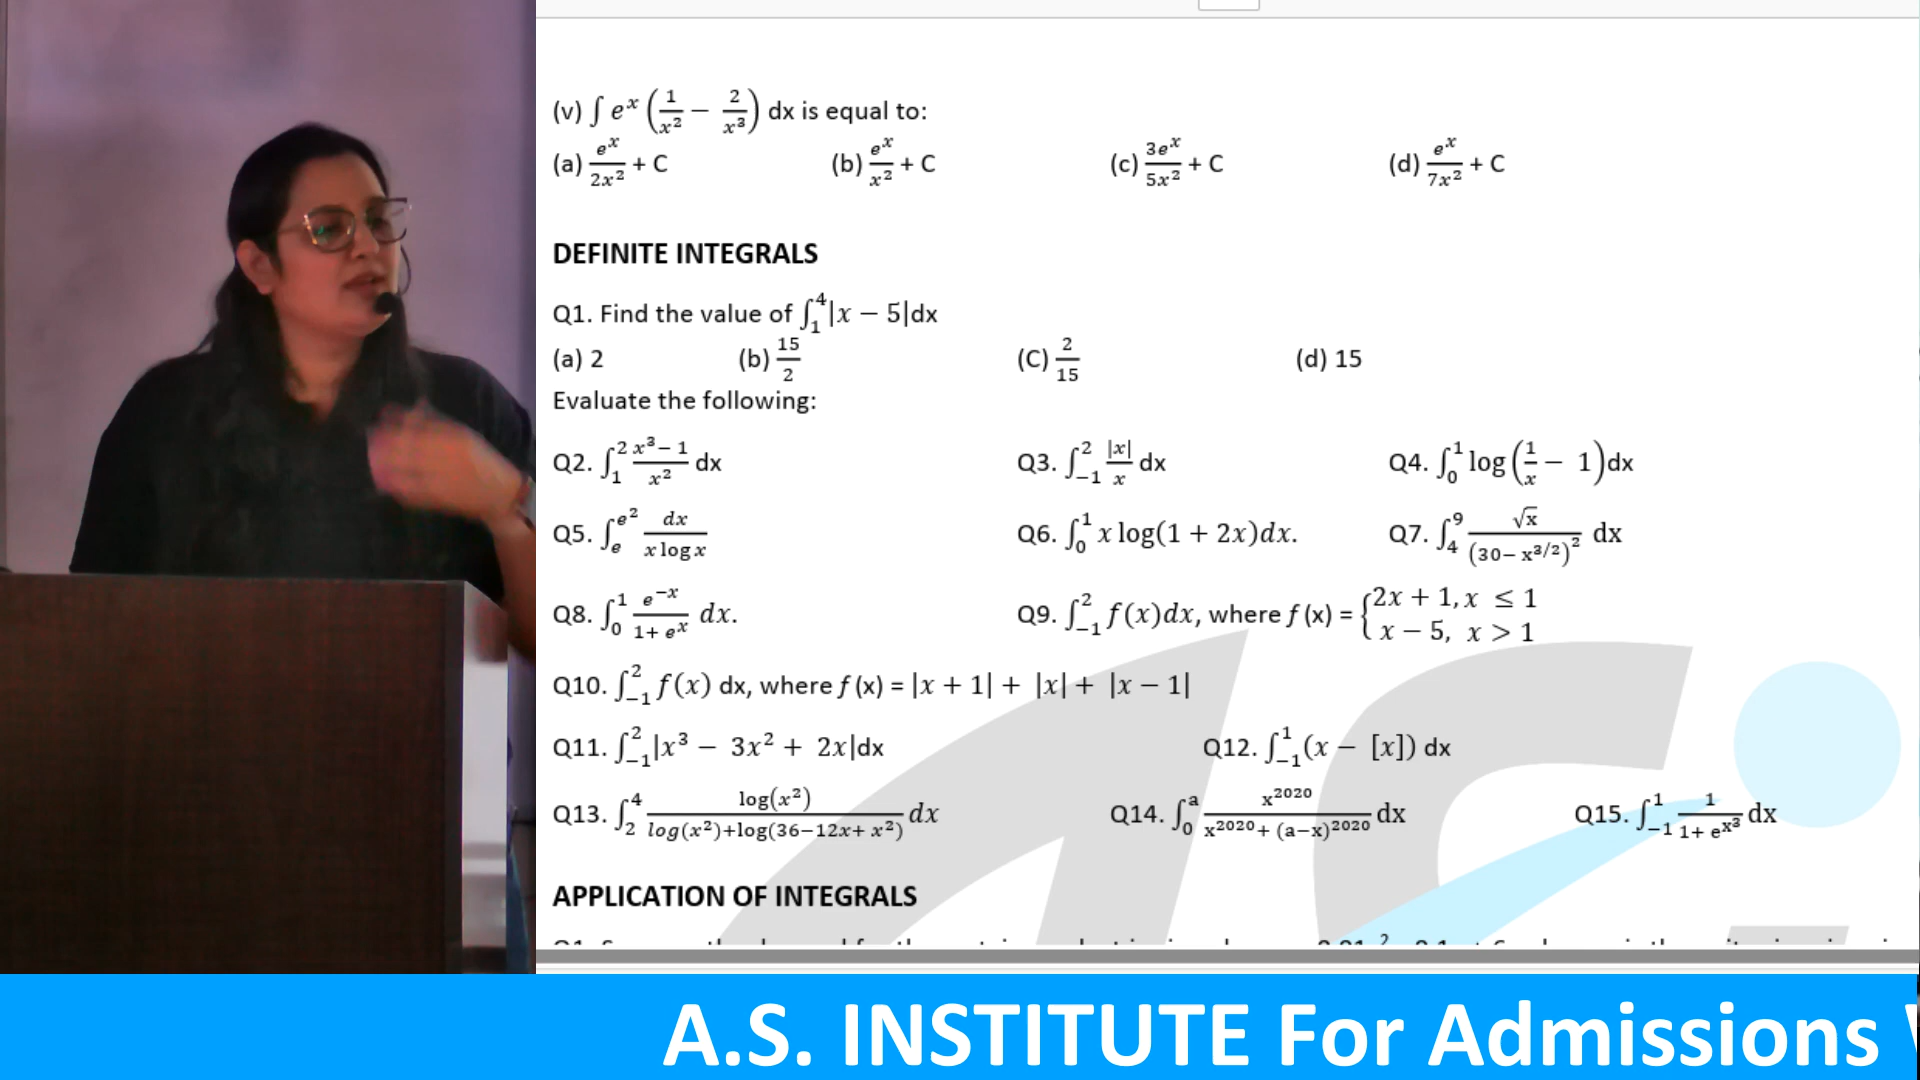 (v) ∫ eˣ (1/x² − 2/x³) dx is equal to:
(a) eˣ/2x² + C (b) eˣ/x² + C (c) 3eˣ/5x² + C (d) eˣ/7x² + C
DEFINITE INTEGRALS
Q1. Find the value of ∫₁⁴|x − 5|dx
(a) 2 (b) 15/2 (C) 2/15 (d) 15
Evaluate the following:
Q2. ∫₁² (x³ − 1)/x² dx Q3. ∫₋₁² |x|/x dx Q4. ∫₀¹ log(1/x − 1)dx
Q5. ∫ₑ^(e²) dx/(x log x) Q6. ∫₀¹ x log(1 + 2x)dx. Q7. ∫₄⁹ √x/(30− x^(3/2))² dx
Q8. ∫₀¹ e⁻ˣ/(1+ eˣ) dx. Q9. ∫₋₁² f(x)dx, where f (x) = {2x + 1, x ≤ 1
x − 5, x > 1
Q10. ∫₋₁² f(x) dx, where f (x) = |x + 1| + |x| + |x − 1|
Q11. ∫₋₁²|x³ − 3x² + 2x|dx Q12. ∫₋₁¹(x − [x]) dx
Q13. ∫₂⁴ log(x²)/(log(x²)+log(36−12x+ x²)) dx Q14. ∫₀ᵃ x²⁰²⁰/(x²⁰²⁰+ (a−x)²⁰²⁰) dx Q15. ∫₋₁¹ 1/(1+ e^(x³)) dx
APPLICATION OF INTEGRALS
A.S. INSTITUTE For Admissions